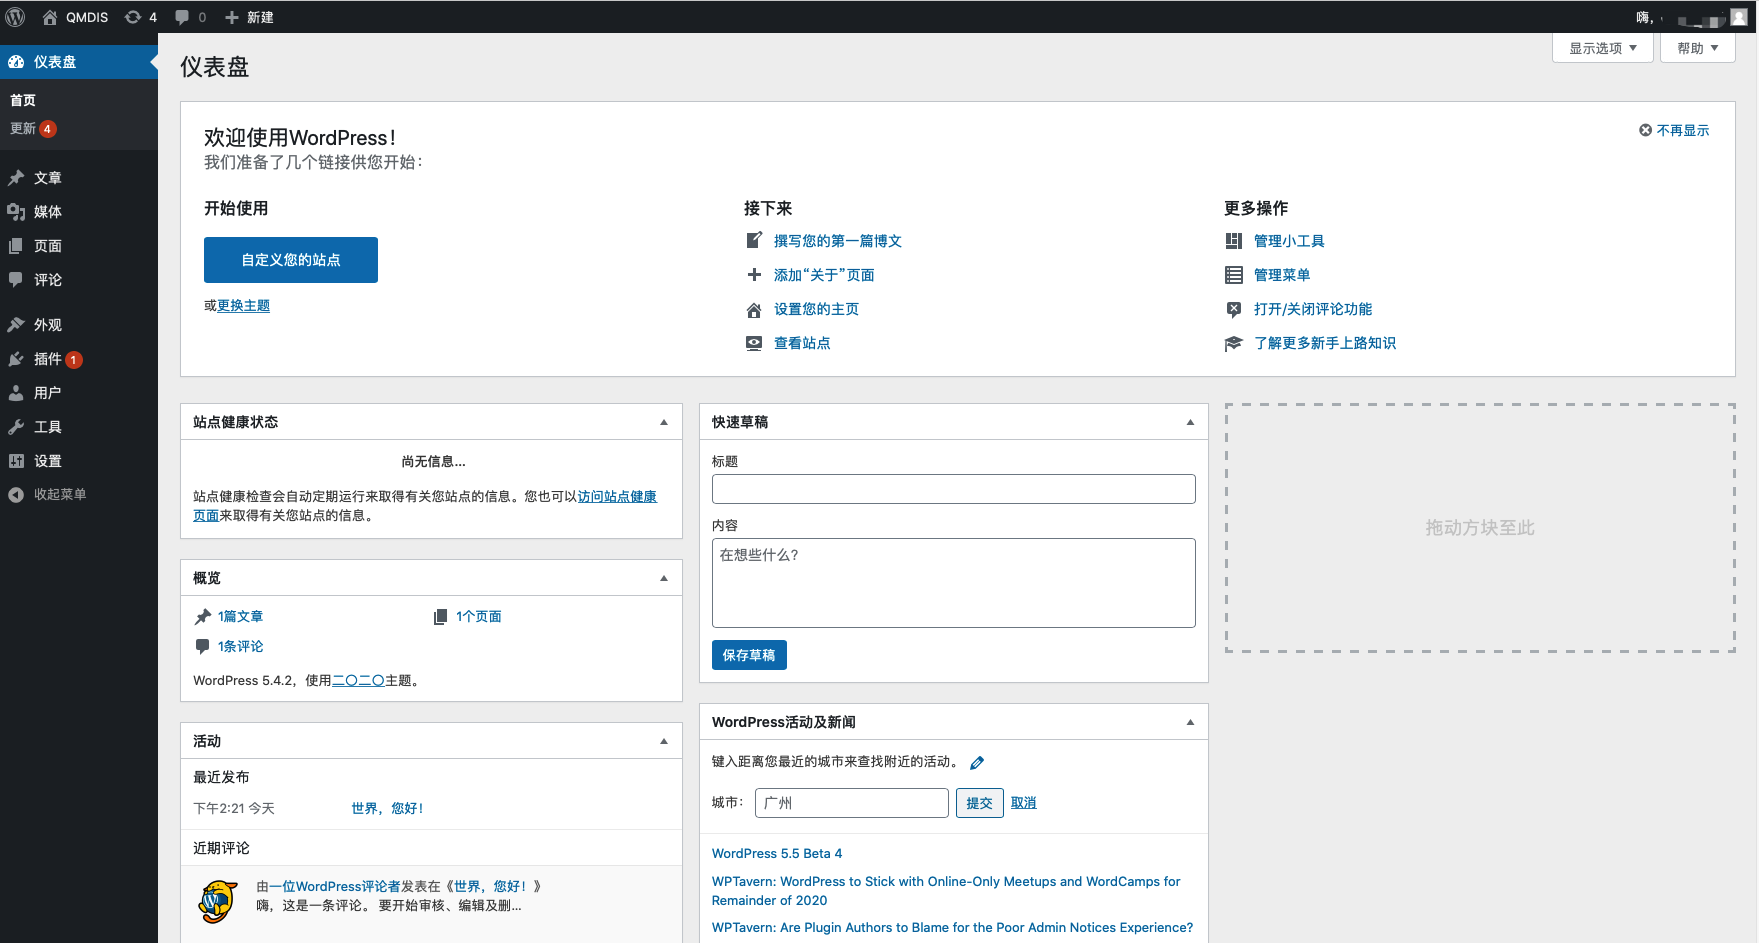 QMDIS
4
0
新建
嗨,
仪表盘
首页
更新 4
文章
媒体
页面
评论
外观
插件 1
用户
工具
设置
收起菜单
仪表盘
显示选项
帮助
欢迎使用WordPress!
我们准备了几个链接供您开始:
不再显示
开始使用
自定义您的站点
或更换主题
接下来
撰写您的第一篇博文
添加“关于”页面
设置您的主页
查看站点
更多操作
管理小工具
管理菜单
打开/关闭评论功能
了解更多新手上路知识
站点健康状态
尚无信息...
站点健康检查会自动定期运行来取得有关您站点的信息。您也可以访问站点健康
页面来取得有关您站点的信息。
概览
1篇文章
1个页面
1条评论
WordPress 5.4.2,使用二〇二〇主题。
活动
最近发布
下午2:21 今天
世界,您好!
近期评论
由一位WordPress评论者发表在《世界,您好!》
嗨,这是一条评论。 要开始审核、编辑及删...
快速草稿
标题
内容
在想些什么?
保存草稿
WordPress活动及新闻
键入距离您最近的城市来查找附近的活动。
城市:
广州
提交
取消
WordPress 5.5 Beta 4
WPTavern: WordPress to Stick with Online-Only Meetups and WordCamps for
Remainder of 2020
WPTavern: Are Plugin Authors to Blame for the Poor Admin Notices Experience?
拖动方块至此